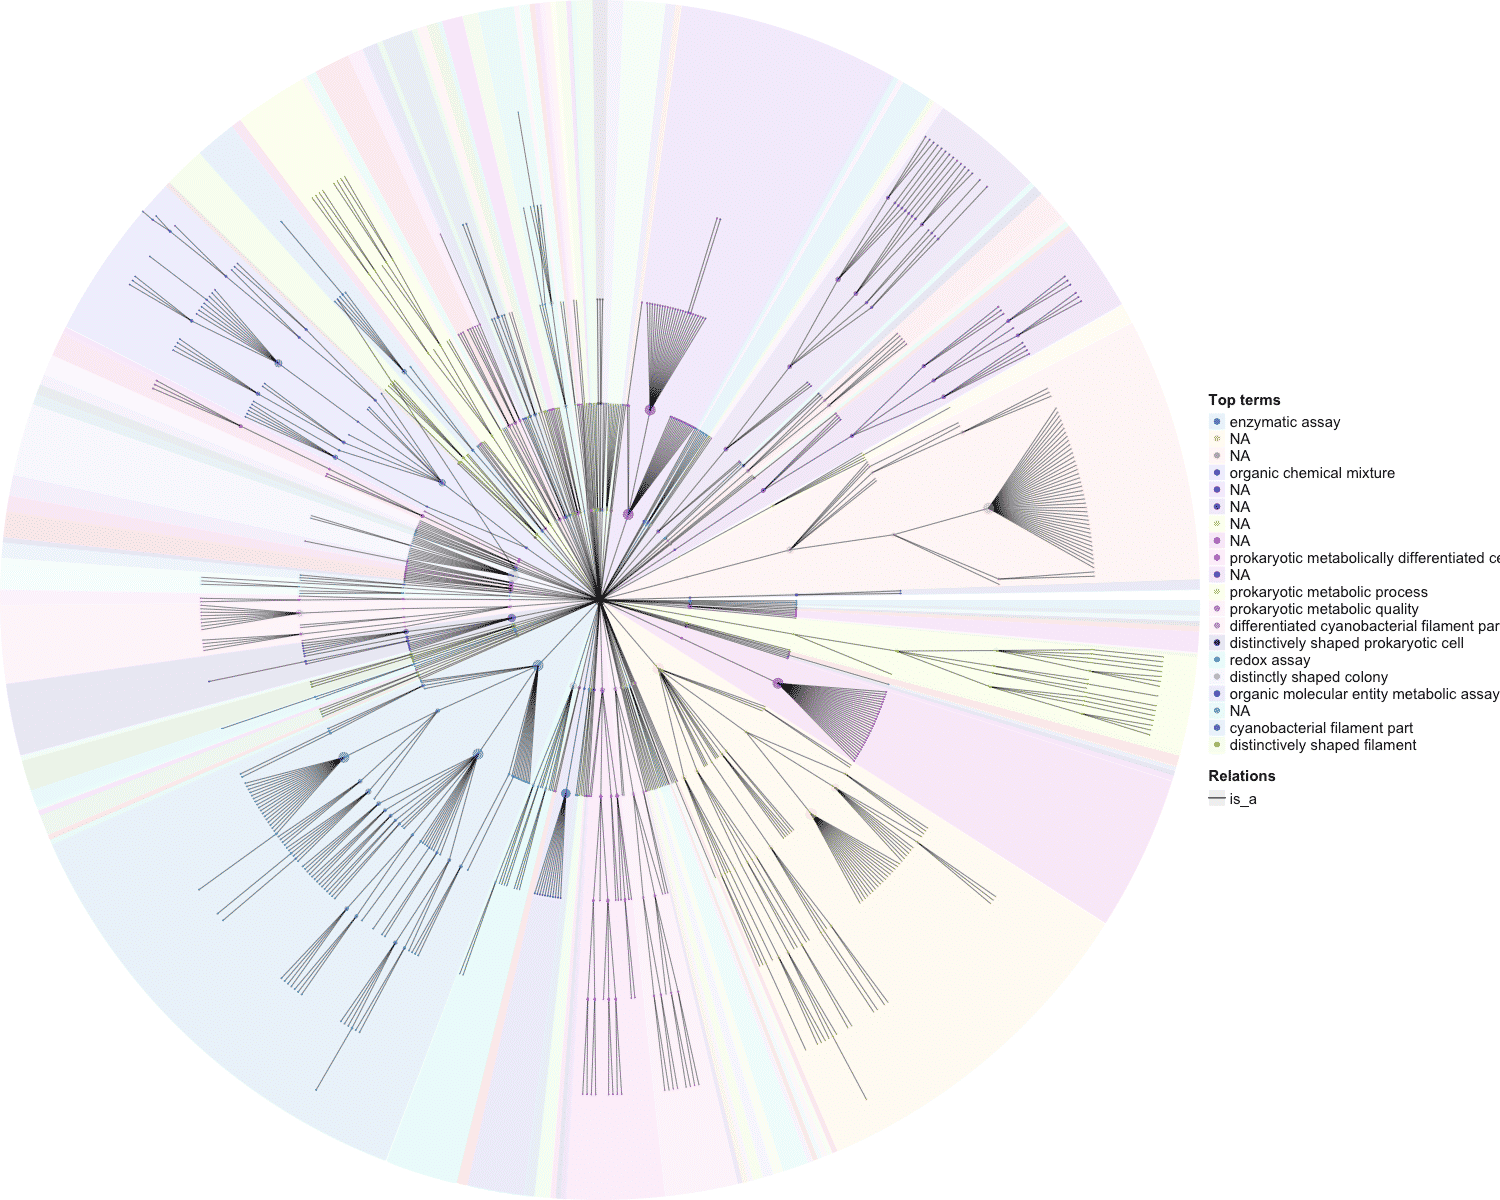 Top terms
enzymatic assay
NA
NA
organic chemical mixture
NA
NA
NA
NA
prokaryotic metabolically differentiated ce
NA
prokaryotic metabolic process
prokaryotic metabolic quality
differentiated cyanobacterial filament par
distinctively shaped prokaryotic cell
redox assay
distinctly shaped colony
organic molecular entity metabolic assay
NA
cyanobacterial filament part
distinctively shaped filament
Relations
is_a